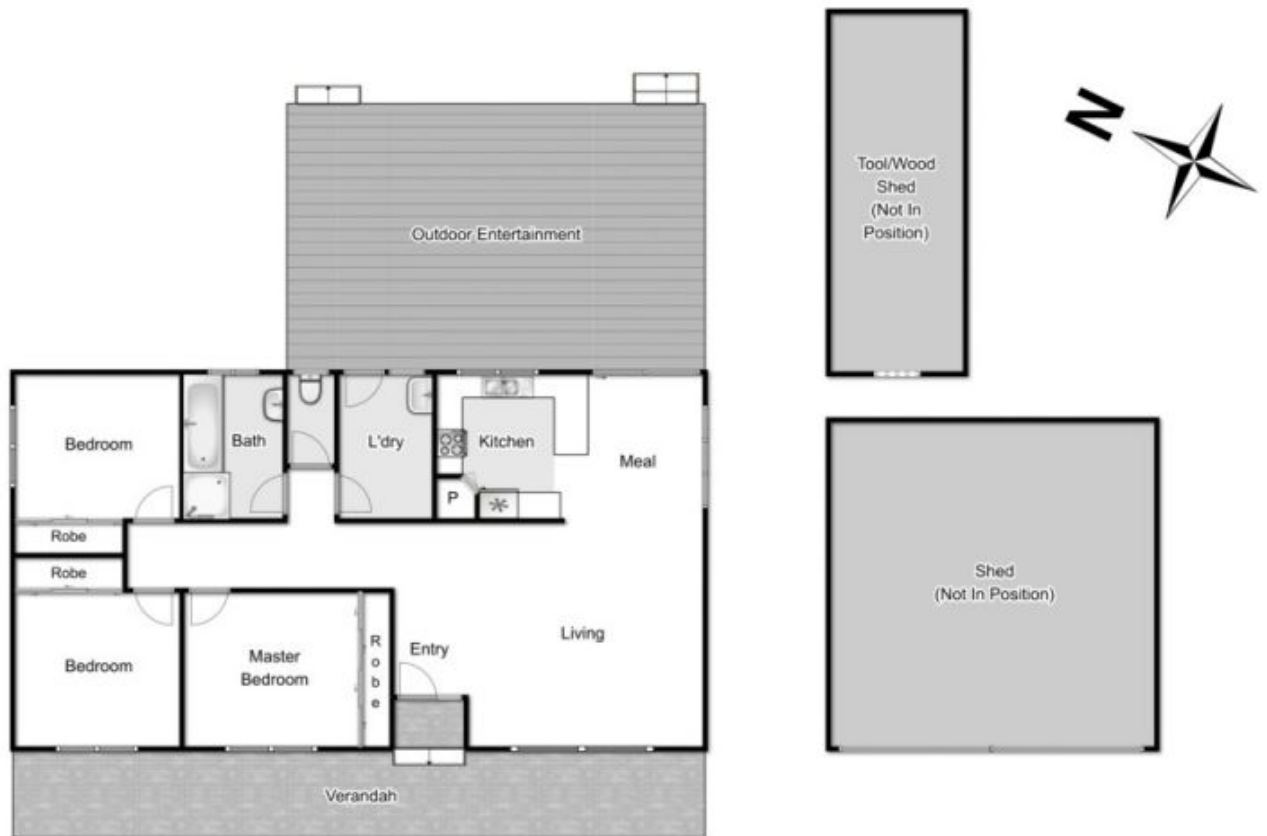 Tool/Wood
Shed
(Not In
Position)
N
Outdoor Entertainment
Bedroom
Bath
L'dry
Kitchen
Meal
P
Robe
Robe
Shed
(Not In Position)
Bedroom
Master
Bedroom
Robe
Entry
Living
Verandah